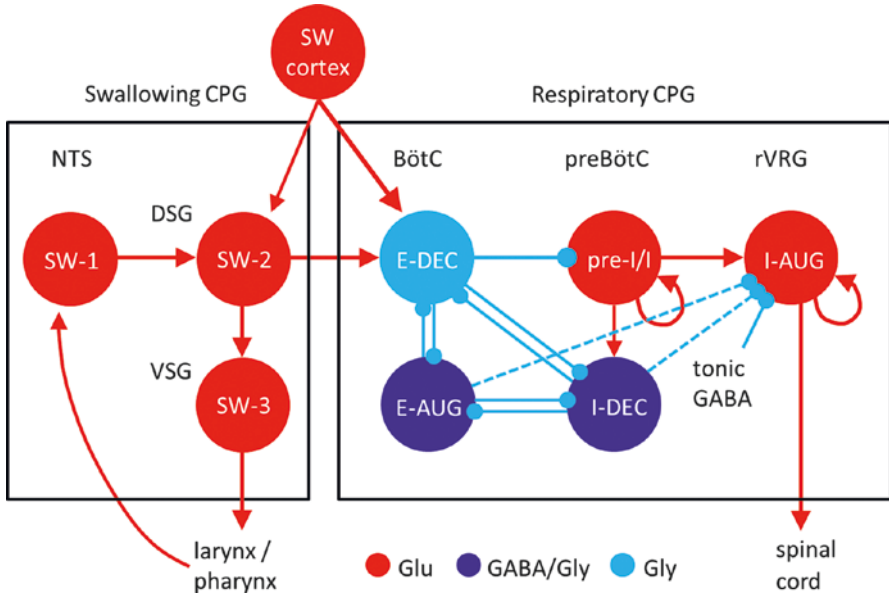 SW
cortex
Swallowing CPG
Respiratory CPG
NTS
BötC
preBötC
rVRG
DSG
SW-1
SW-2
E-DEC
pre-I/I
I-AUG
VSG
tonic
GABA
SW-3
E-AUG
I-DEC
larynx /
pharynx
Glu
GABA/Gly
Gly
spinal
cord